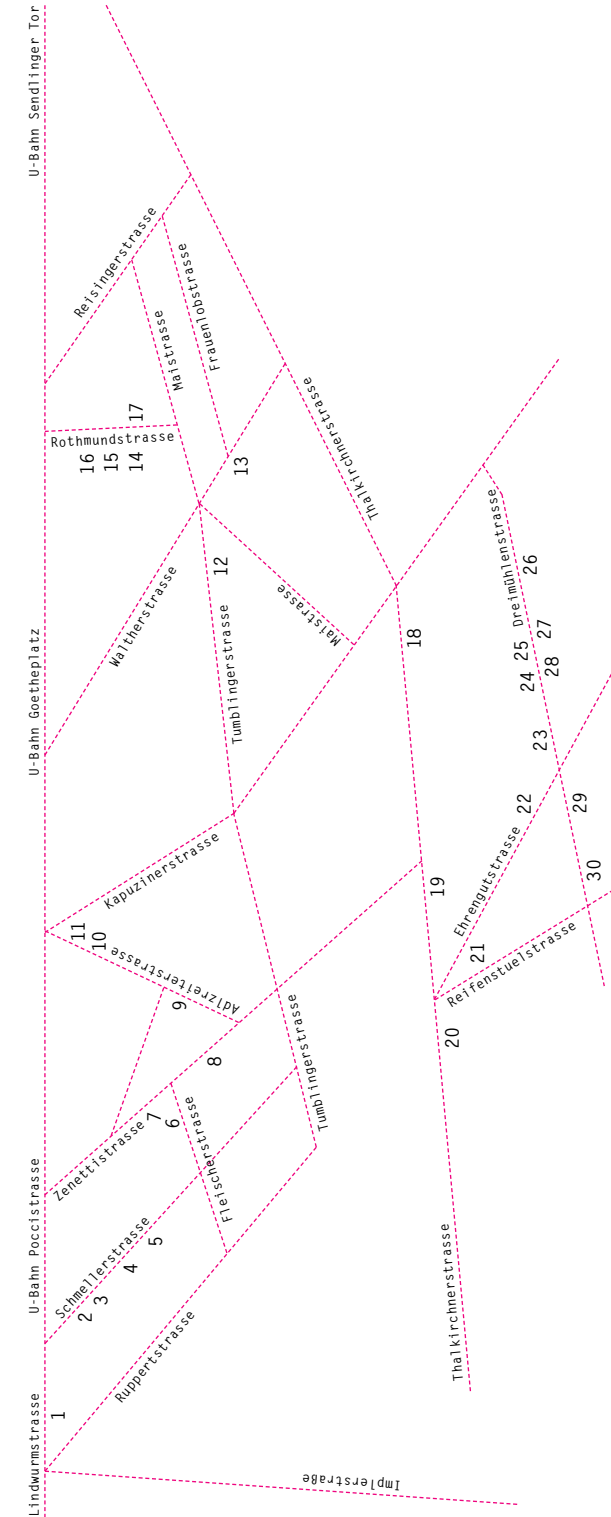 U-Bahn Sendlinger Tor
Reisingerstrasse
Frauenlobstrasse
Maistrasse
Thalkirchnerstrasse
17
Rothmundstrasse
16
15
14
13
Dreimühlenstrasse
12
26
Waltherstrasse
Maistrasse
Tumblingerstrasse
18
27
25
28
24
U-Bahn Goetheplatz
23
22
29
Kapuzinerstrasse
Ehrengutstrasse
19
30
11
10
21
Adlzreiterstrasse
Reifenstuelstrasse
9
20
8
Tumblingerstrasse
7
6
Zenettistrasse
Fleischerstrasse
U-Bahn Poccistrasse
Schmellerstrasse
5
4
3
2
Thalkirchnerstrasse
Ruppertstrasse
1
Lindwurmstrasse
Implerstraße